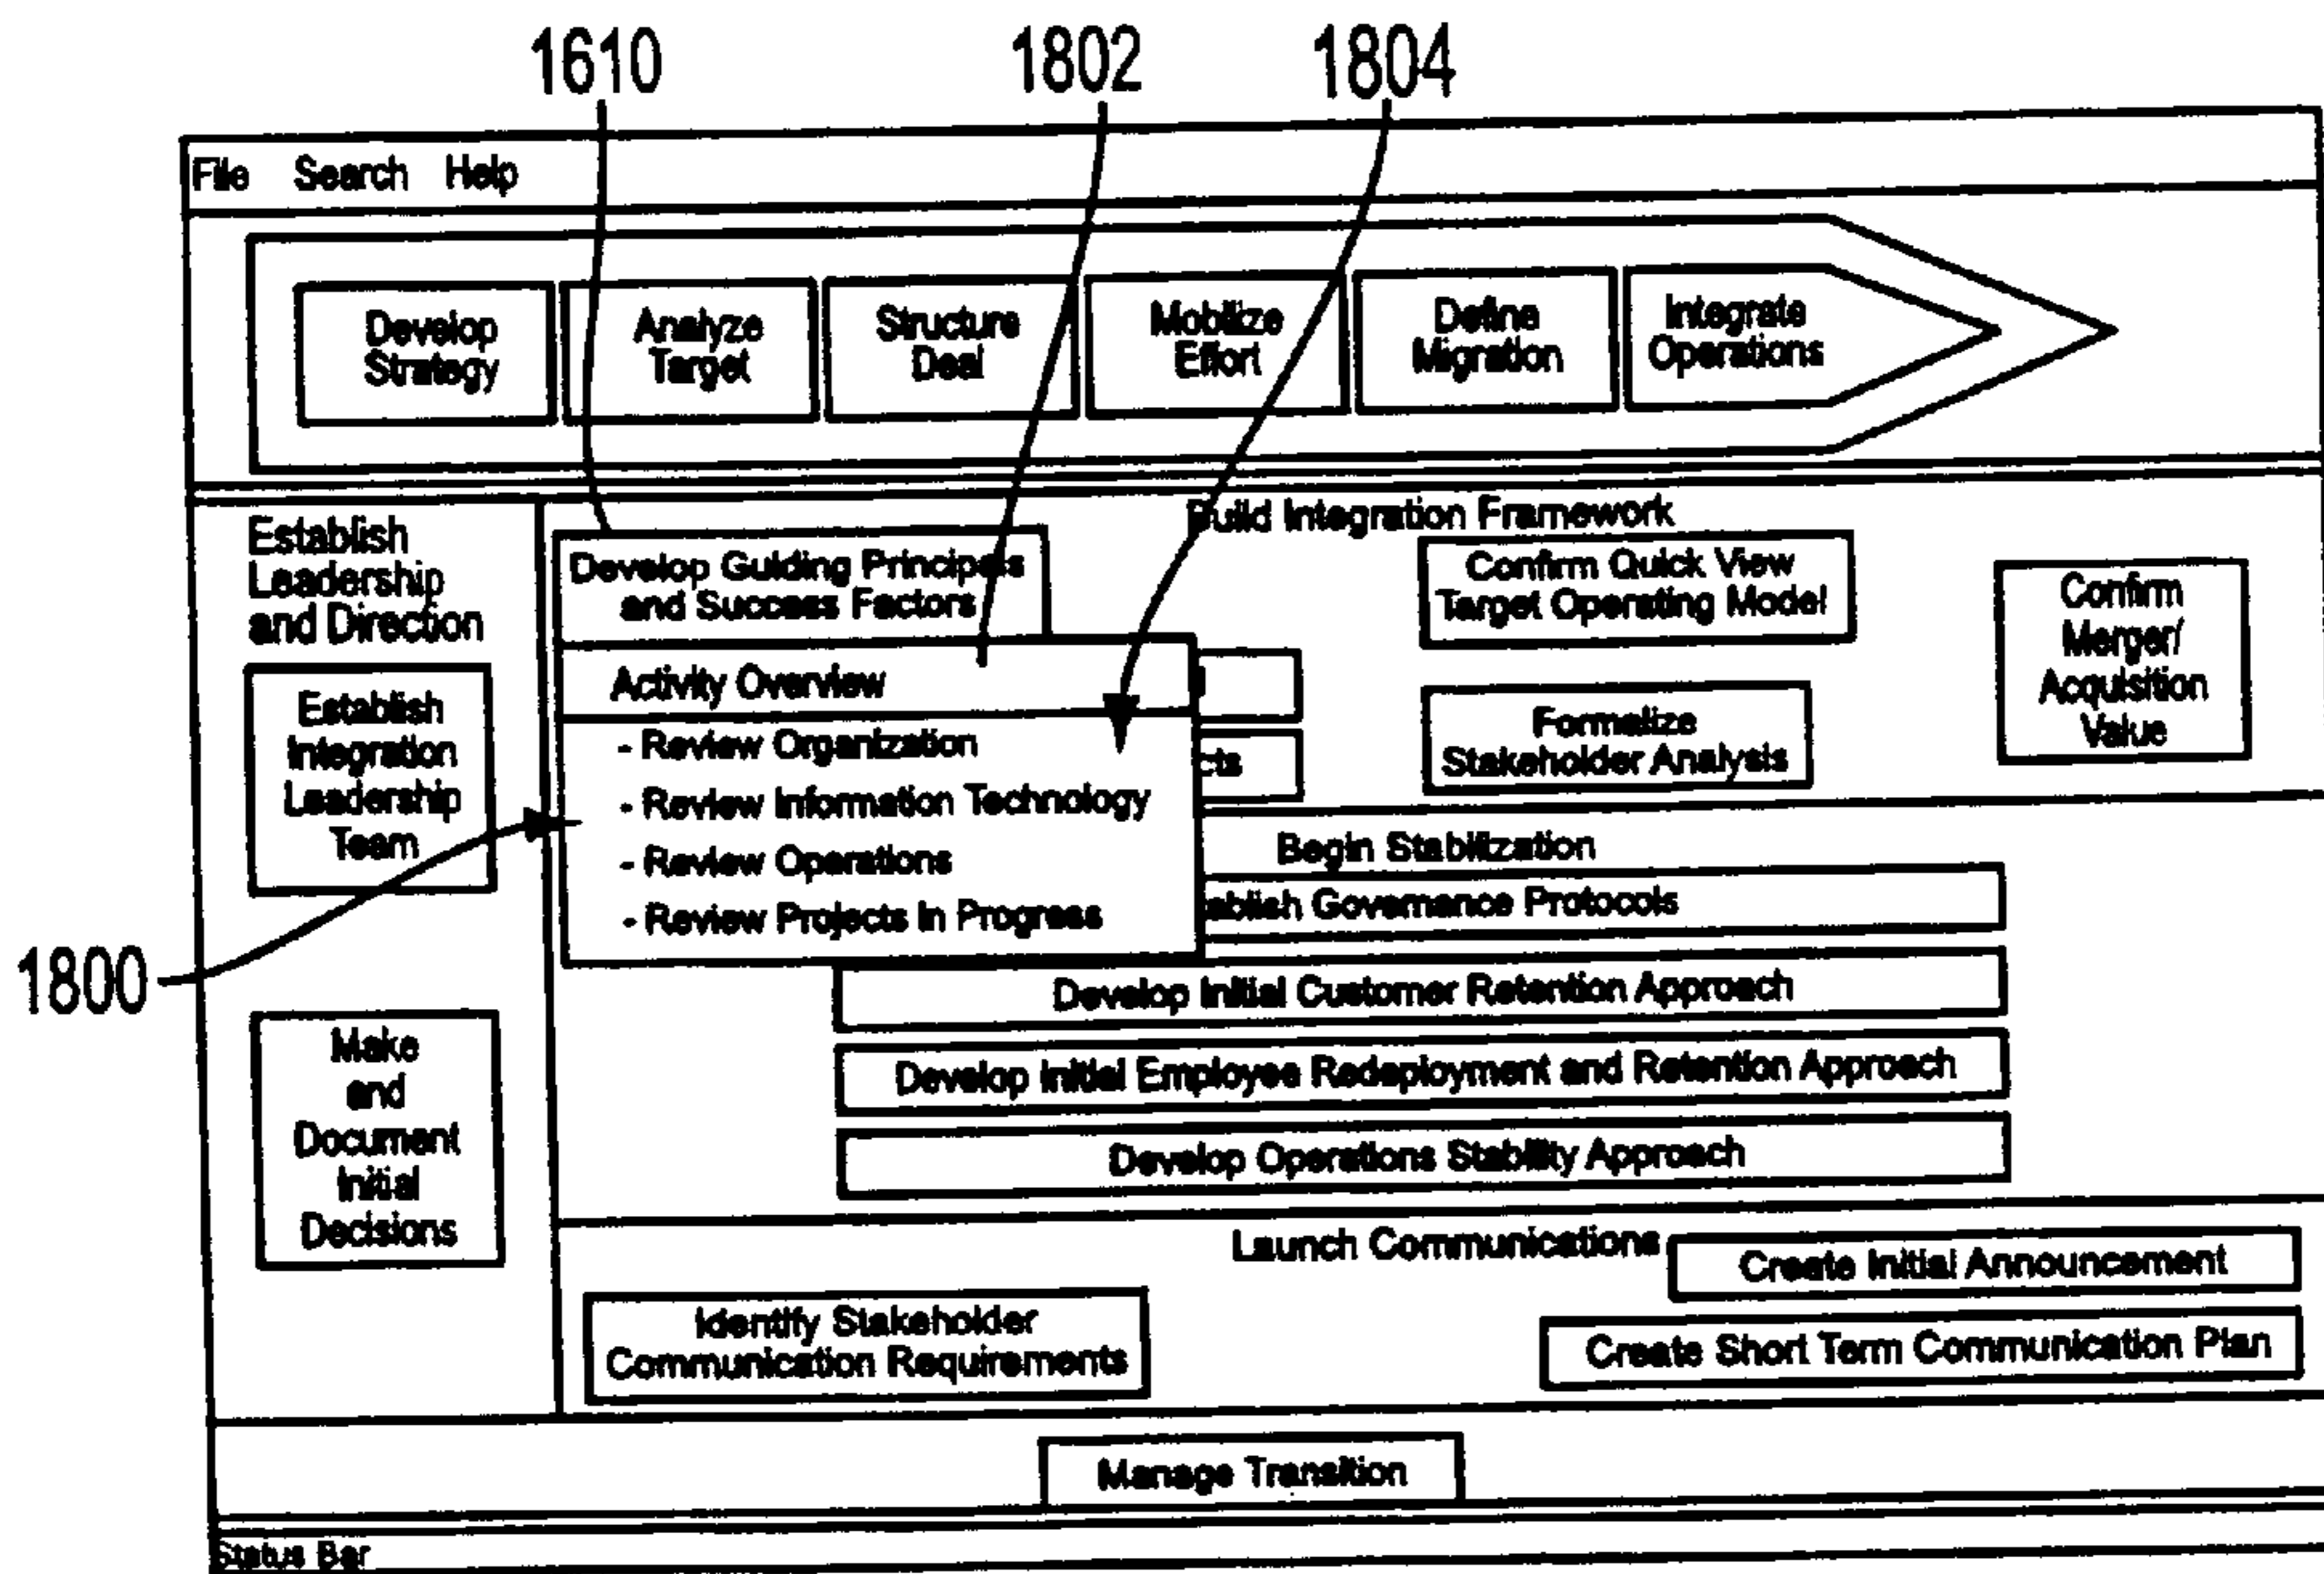 1610 1802 1804
File Search Help
Develop
Strategy
Analyze
Target
Structure
Deal
Mobilize
Effort
Define
Migration
Integrate
Operations
Establish
Leadership
and Direction
Establish
Integration
Leadership
Team
Make
and
Document
Initial
Decisions
1800
Build Integration Framework
Develop Guiding Principals
and Success Factors
Activity Overview
- Review Organization
- Review Information Technology
- Review Operations
- Review Projects In Progress
cts
Confirm Quick View
Target Operating Model
Formalize
Stakeholder Analysis
Confirm
Merger/
Acquisition
Value
Begin Stabilization
ablish Governance Protocols
Develop Initial Customer Retention Approach
Develop Initial Employee Redeployment and Retention Approach
Develop Operations Stability Approach
Launch Communications
Create Initial Announcement
Identify Stakeholder
Communication Requirements
Create Short Term Communication Plan
Manage Transition
Status Bar